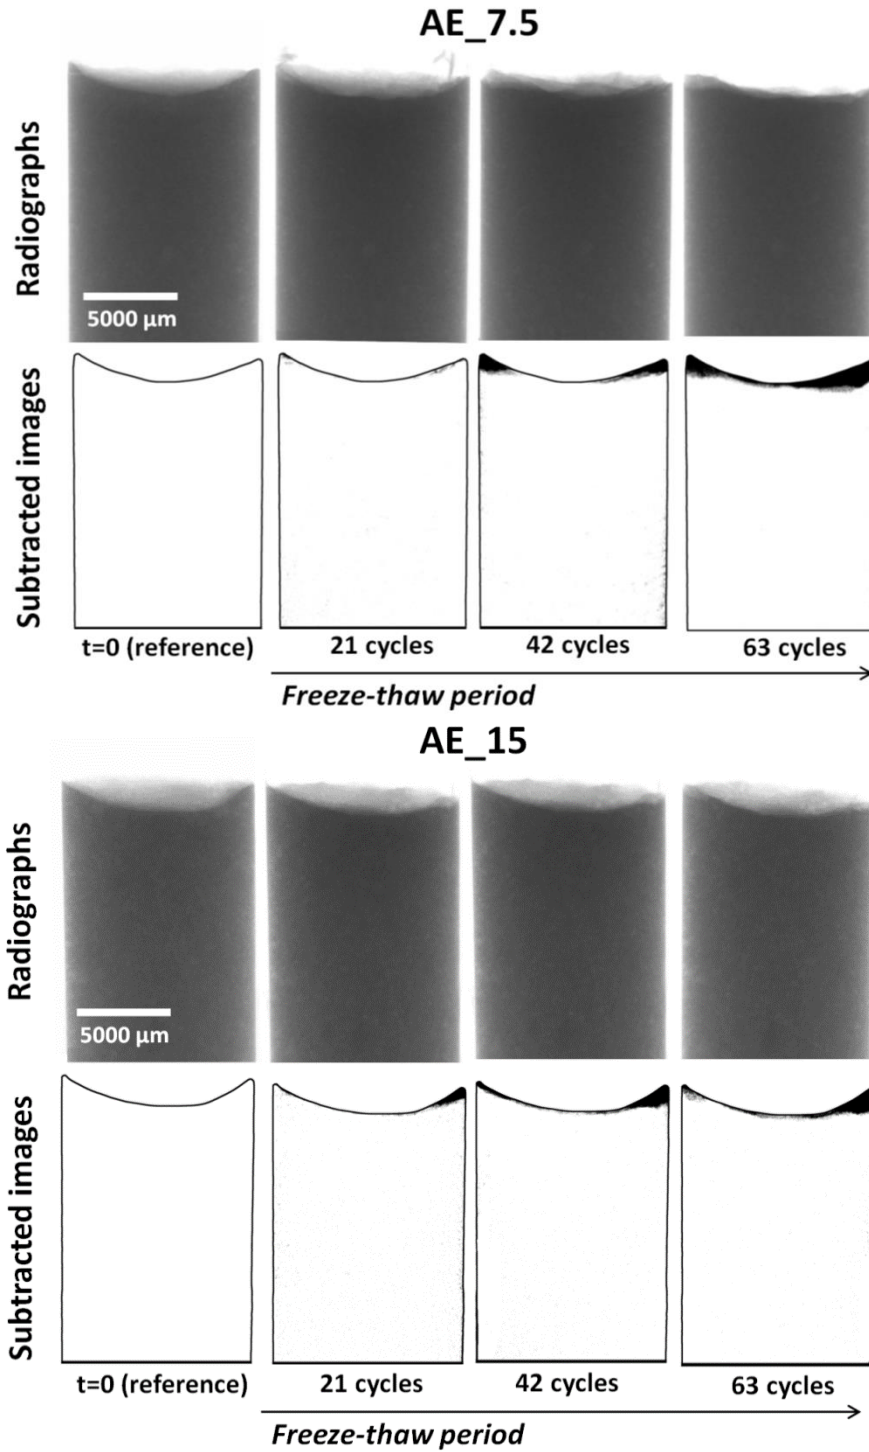 AE_7.5
Radiographs
5000 µm
Subtracted images
t=0 (reference)
21 cycles
42 cycles
63 cycles
Freeze-thaw period
AE_15
Radiographs
5000 µm
Subtracted images
t=0 (reference)
21 cycles
42 cycles
63 cycles
Freeze-thaw period